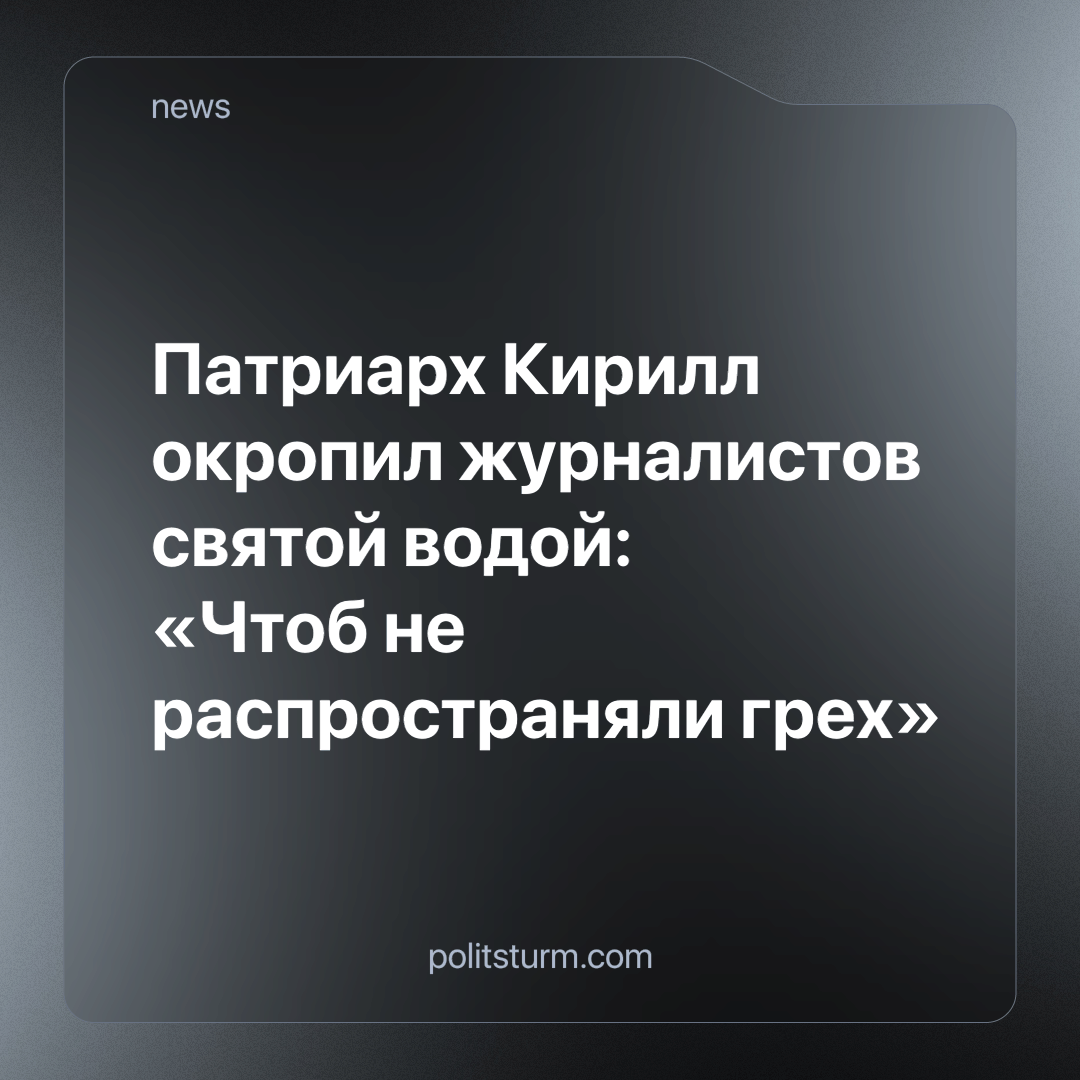 news
Патриарх Кирилл
окропил журналистов
святой водой:
«Чтоб не
распространяли грех»
politsturm.com